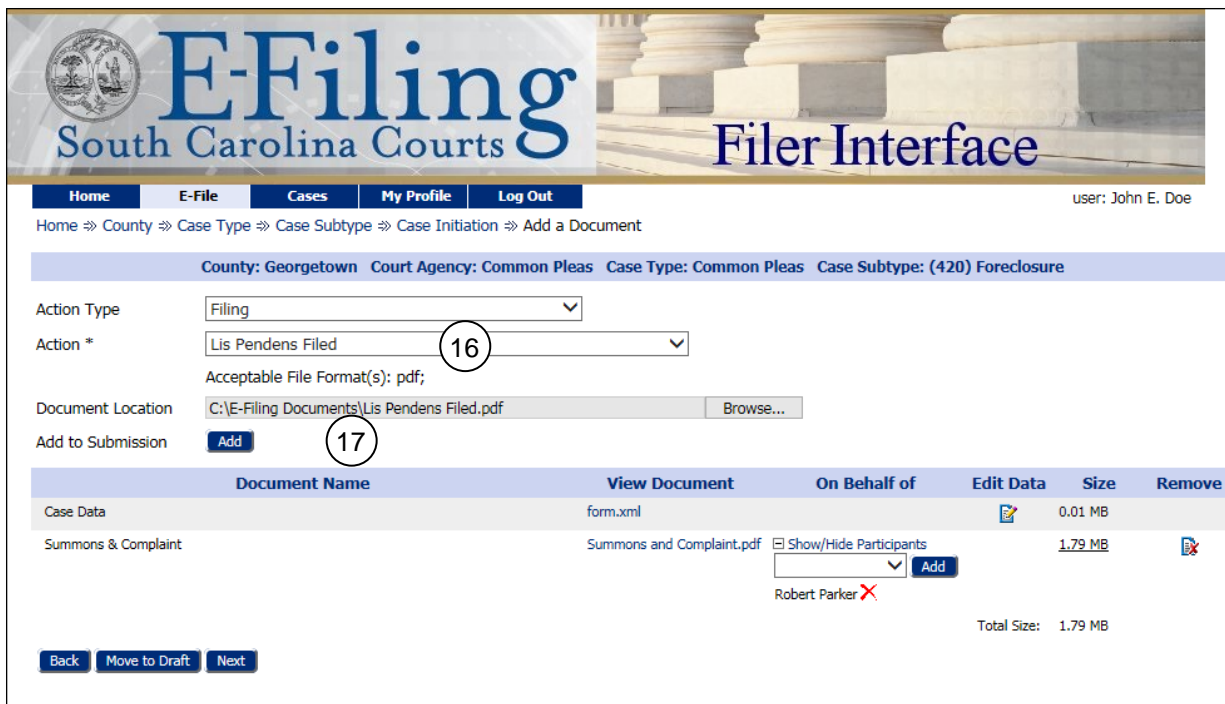 E-Filing
South Carolina Courts
Filer Interface
Home E-File Cases My Profile Log Out
user: John E. Doe
Home ⇒ County ⇒ Case Type ⇒ Case Subtype ⇒ Case Initiation ⇒ Add a Document
County: Georgetown Court Agency: Common Pleas Case Type: Common Pleas Case Subtype: (420) Foreclosure
Action Type Filing
Action * Lis Pendens Filed 16
Acceptable File Format(s): pdf;
Document Location C:\E-Filing Documents\Lis Pendens Filed.pdf Browse...
Add to Submission Add 17
Document Name View Document On Behalf of Edit Data Size Remove
Case Data form.xml 0.01 MB
Summons & Complaint Summons and Complaint.pdf Show/Hide Participants 1.79 MB
Add
Robert Parker
Total Size: 1.79 MB
Back Move to Draft Next